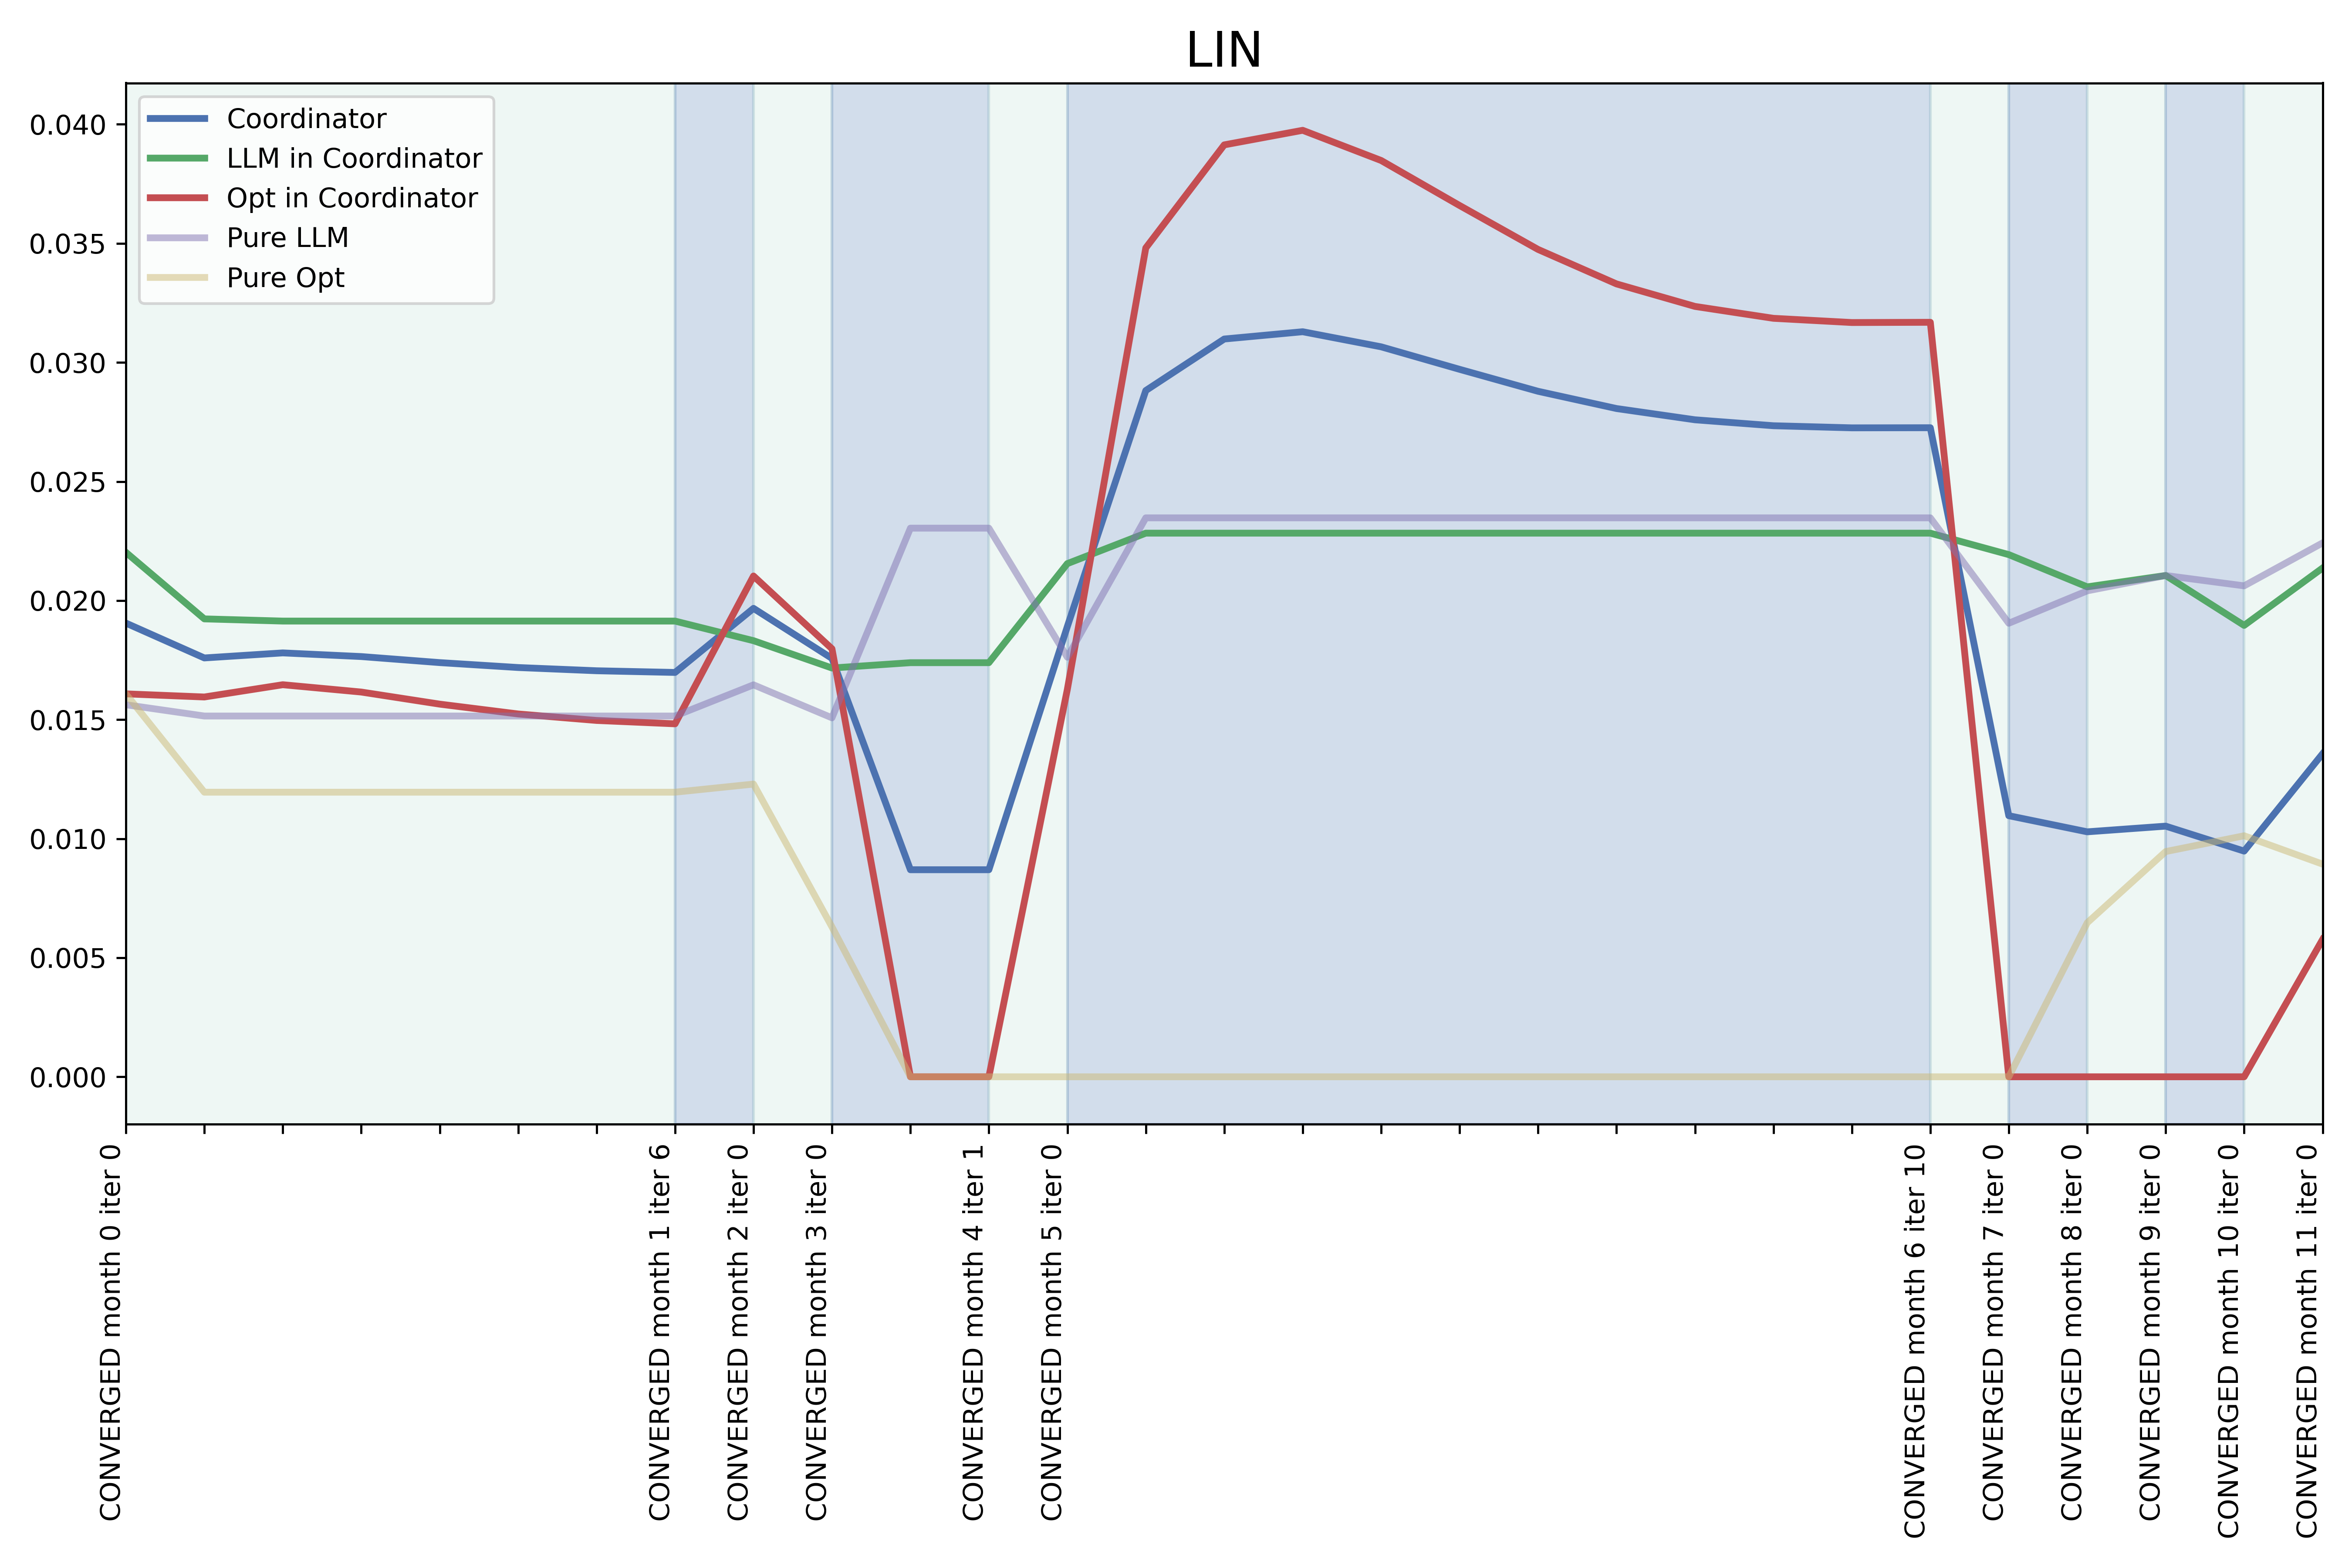 LIN
Coordinator
LLM in Coordinator
Opt in Coordinator
Pure LLM
Pure Opt
0.040
0.035
0.030
0.025
0.020
0.015
0.010
0.005
0.000
CONVERGED month 0 iter 0
CONVERGED month 1 iter 6
CONVERGED month 2 iter 0
CONVERGED month 3 iter 0
CONVERGED month 4 iter 1
CONVERGED month 5 iter 0
CONVERGED month 6 iter 10
CONVERGED month 7 iter 0
CONVERGED month 8 iter 0
CONVERGED month 9 iter 0
CONVERGED month 10 iter 0
CONVERGED month 11 iter 0